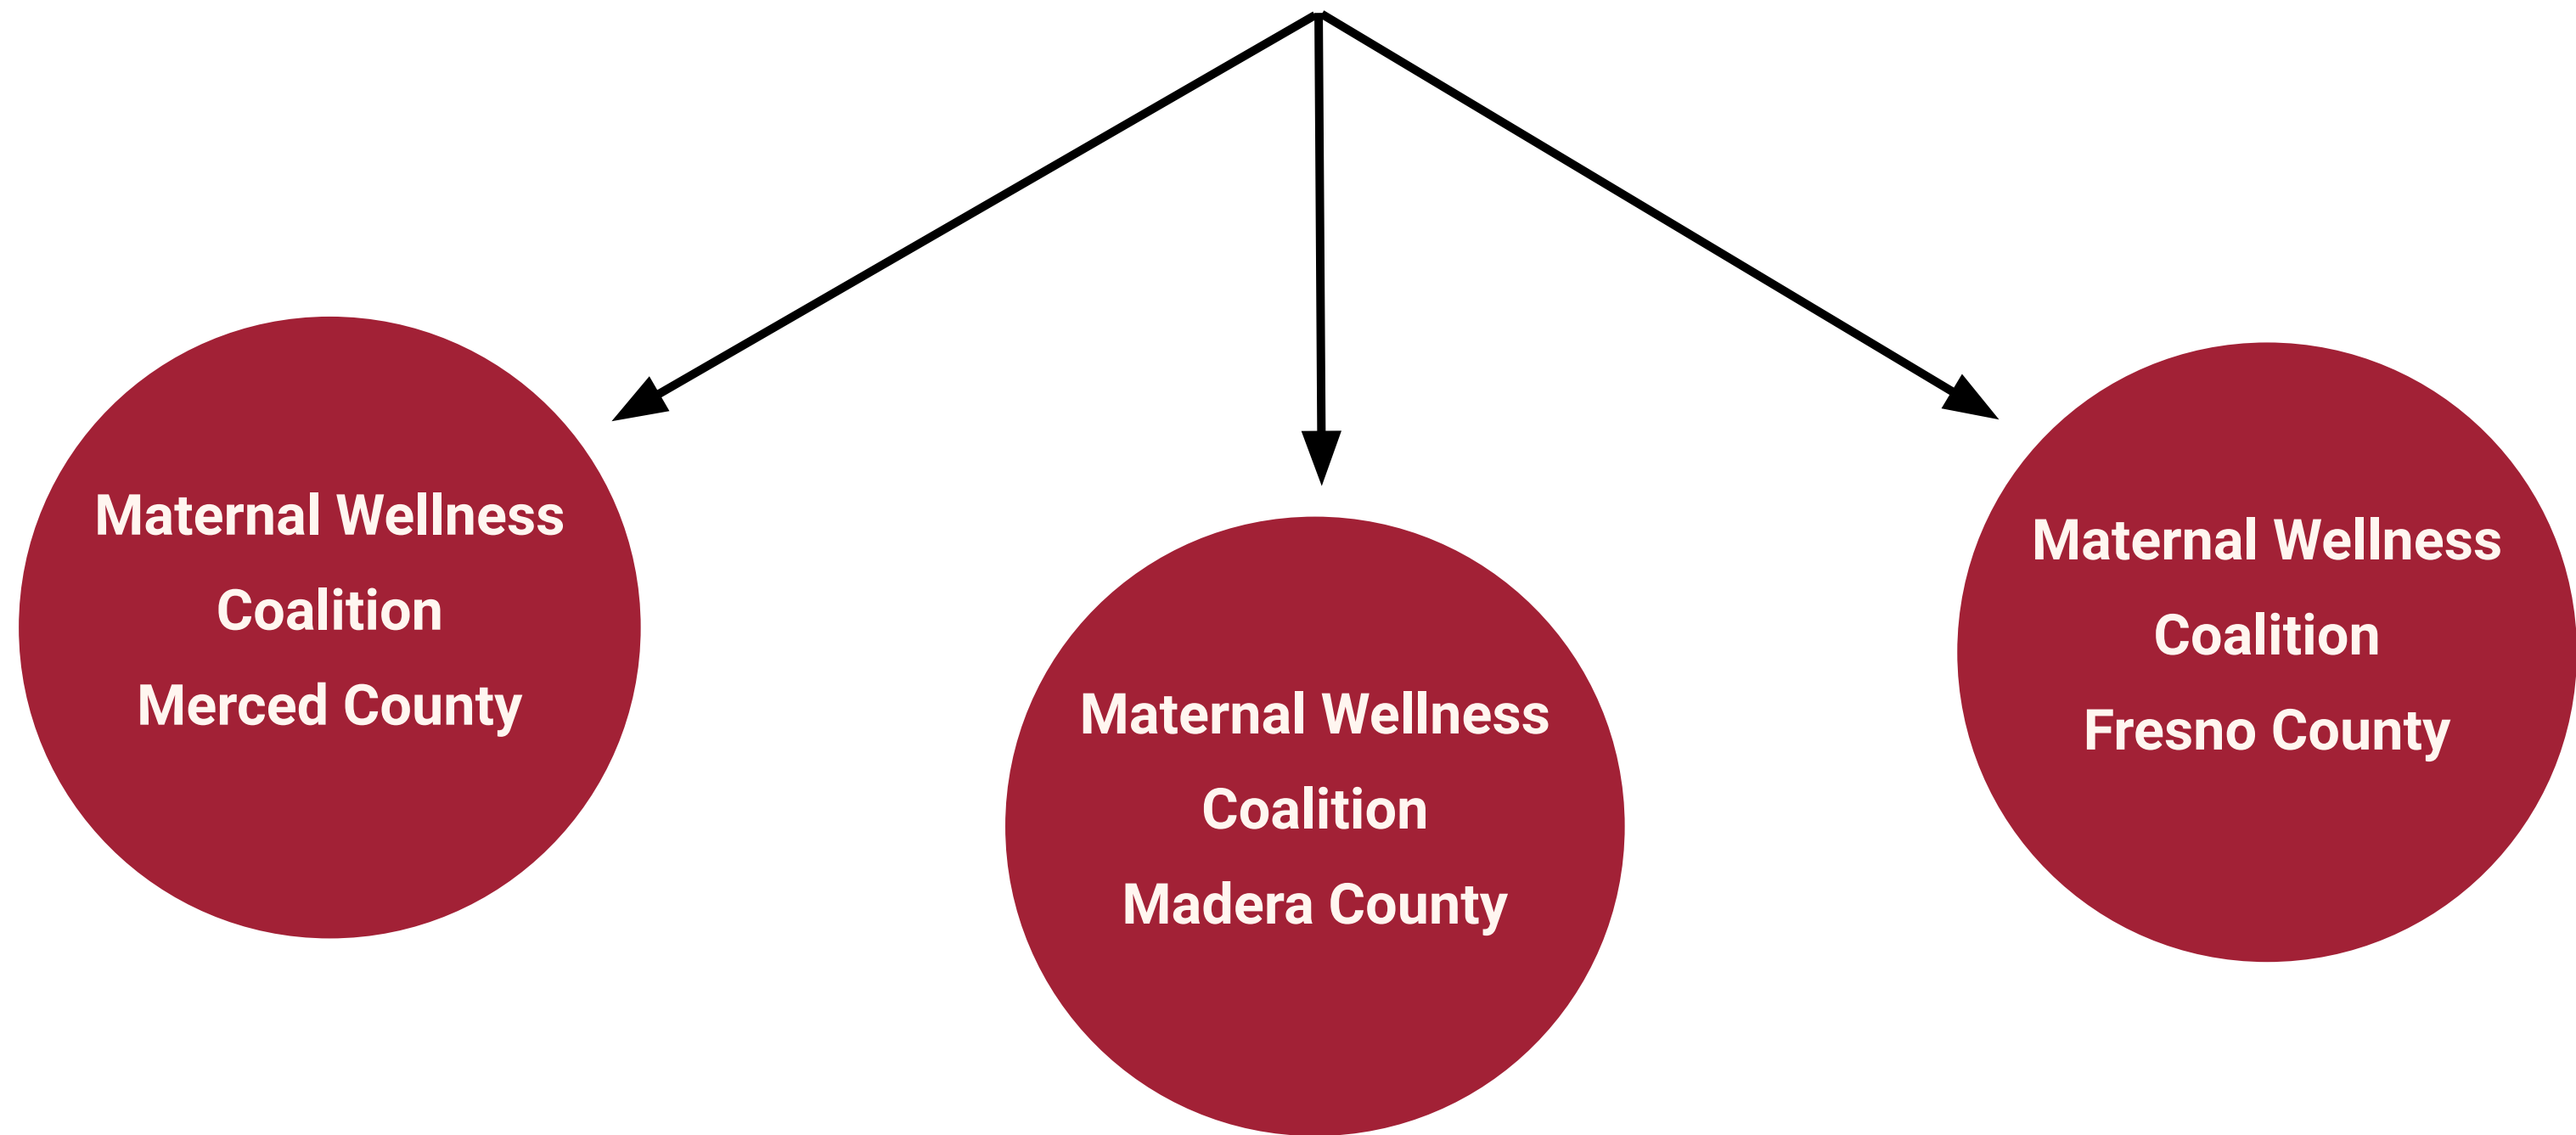 Maternal Wellness
Coalition
Merced County
Maternal Wellness
Coalition
Madera County
Maternal Wellness
Coalition
Fresno County